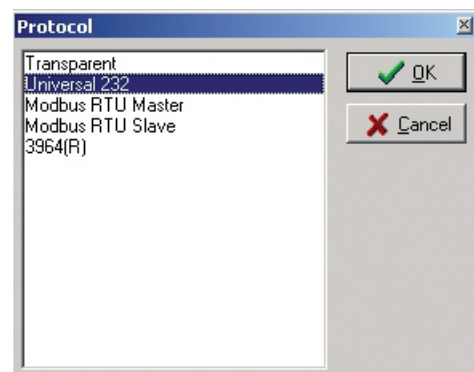 Protocol
Transparent
Universal 232
Modbus RTU Master
Modbus RTU Slave
3964(R)
OK
Cancel